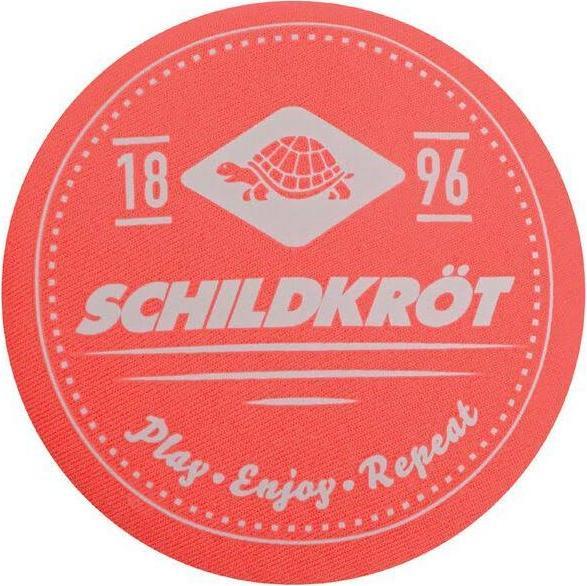 18 96
SCHILDKRÖT
Play • Enjoy • Repeat